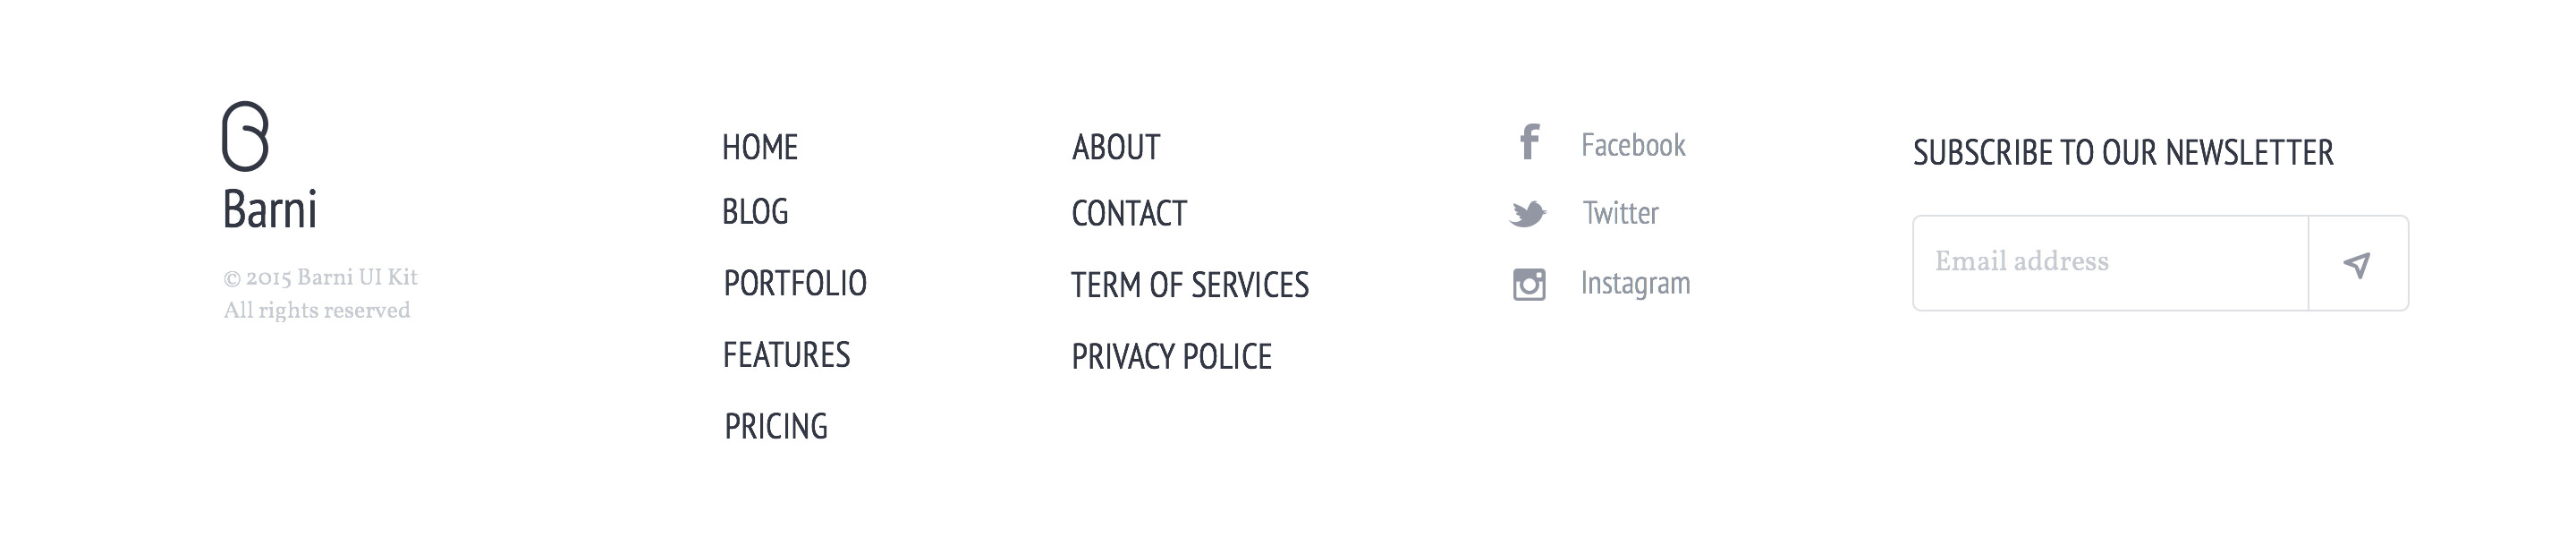 Barni
© 2015 Barni UI Kit
All rights reserved
HOME
BLOG
PORTFOLIO
FEATURES
PRICING
ABOUT
CONTACT
TERM OF SERVICES
PRIVACY POLICE
Facebook
Twitter
Instagram
SUBSCRIBE TO OUR NEWSLETTER
Email address